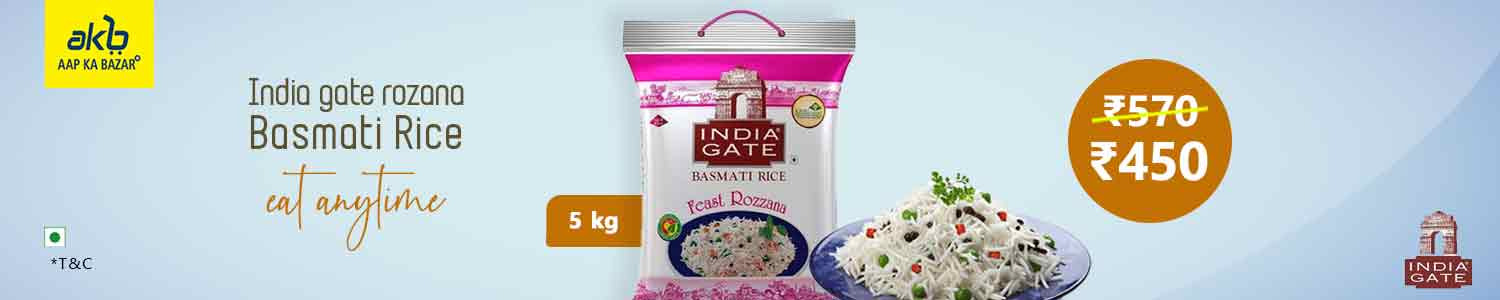 akb
AAP KA BAZAR
India gate rozana
Basmati Rice
eat anytime
*T&C
5 kg
INDIA
GATE
BASMATI RICE
Feast Rozzana
₹570
₹450
INDIA
GATE